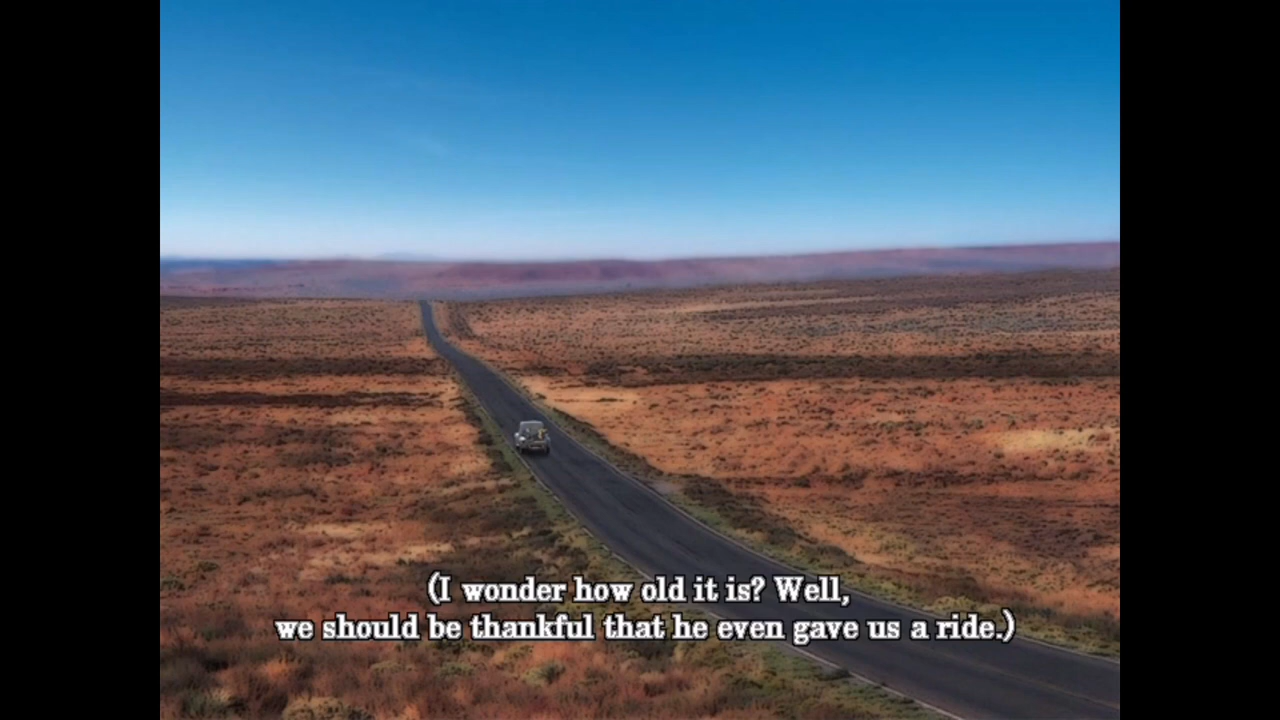 (I wonder how old it is? Well,
we should be thankful that he even gave us a ride.)